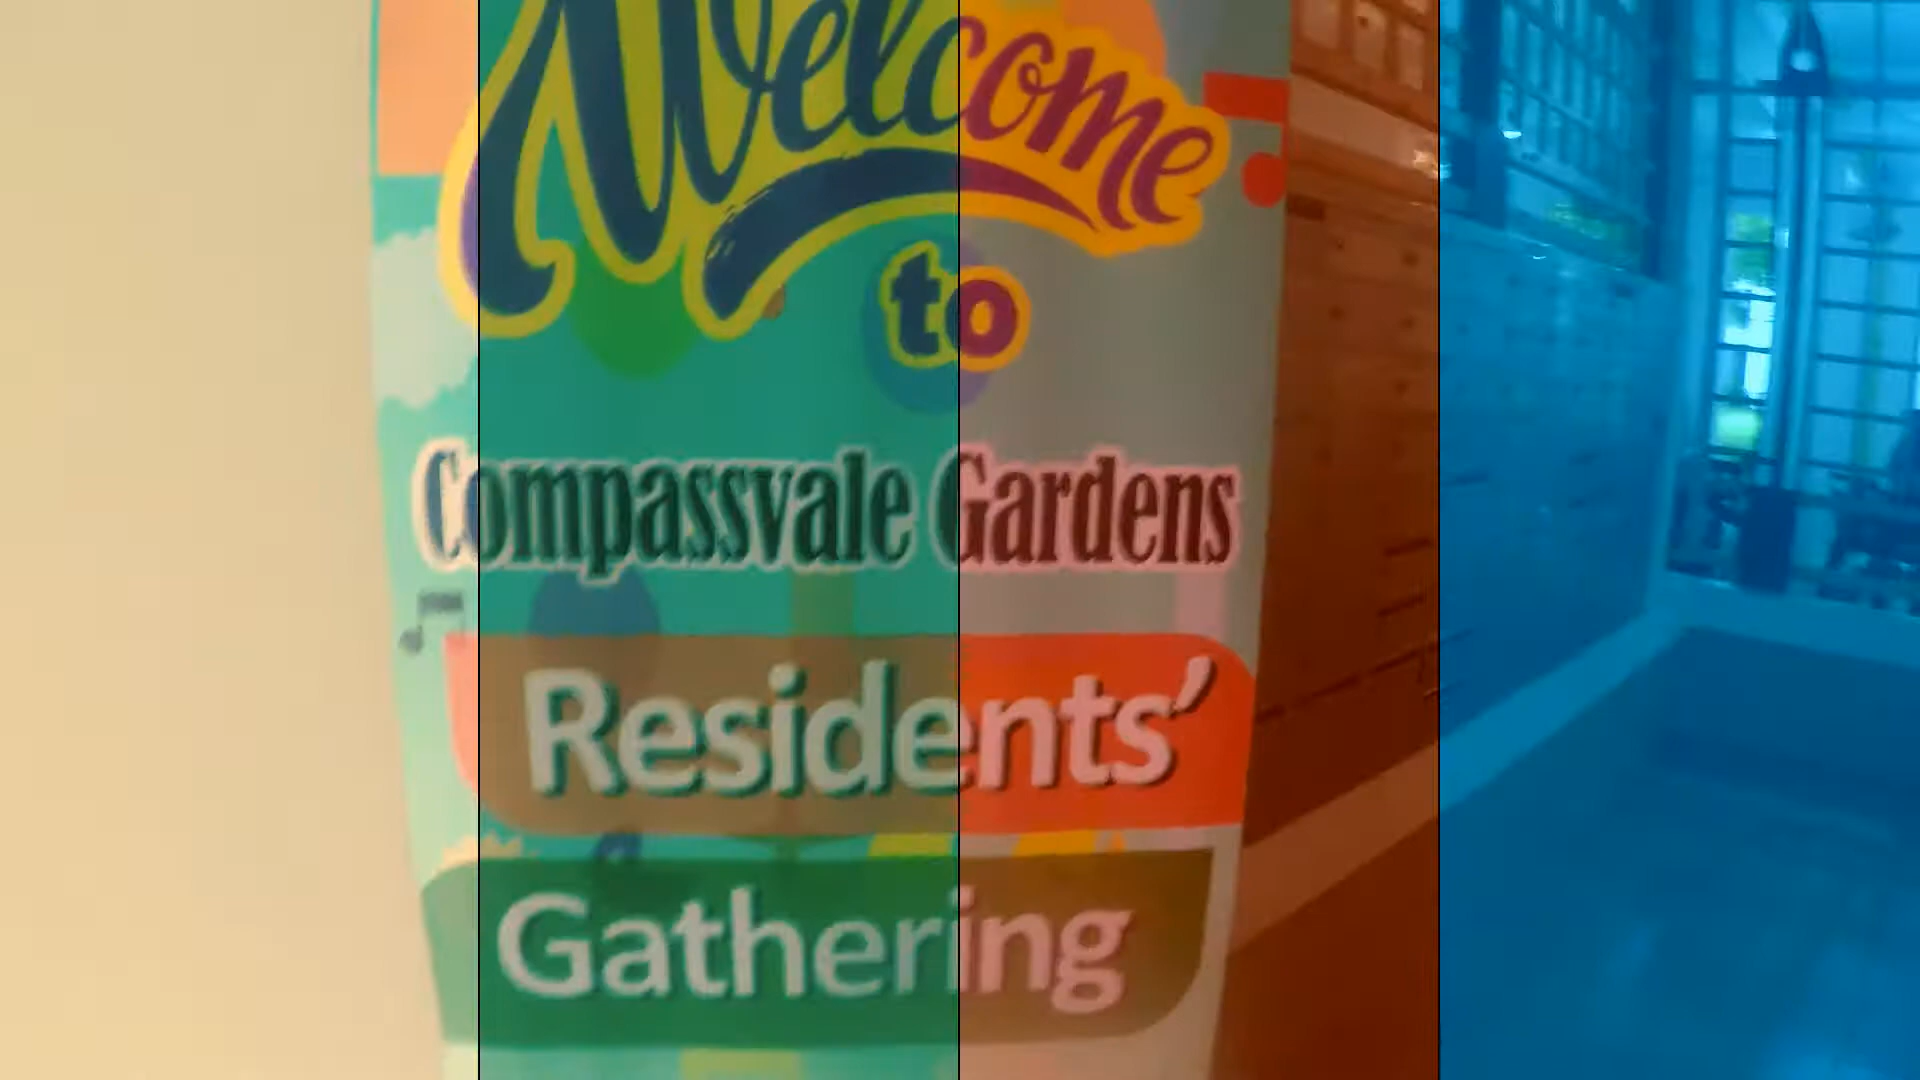 Welcome
to
Compassvale Gardens
Residents'
Gathering